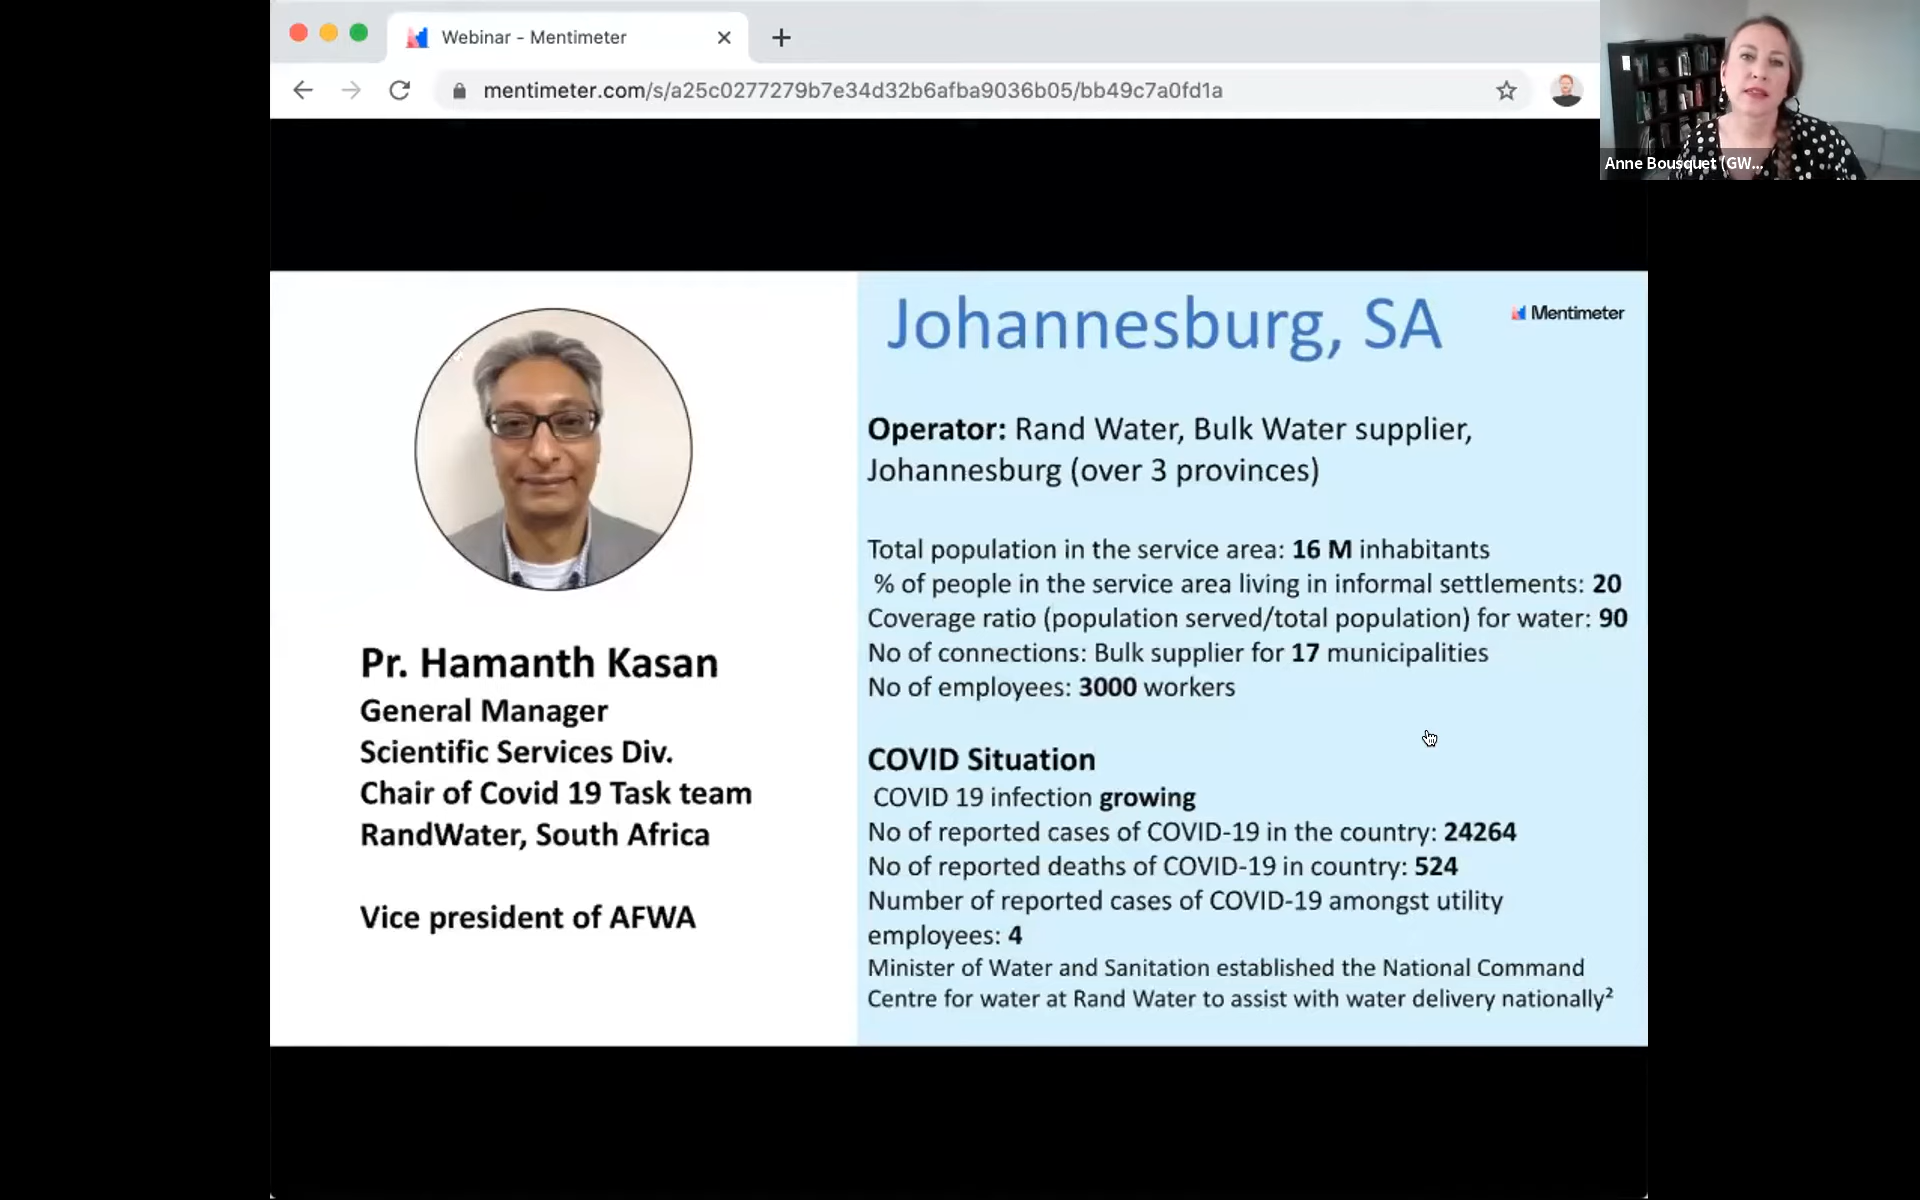 Webinar - Mentimeter
mentimeter.com/s/a25c0277279b7e34d32b6afba9036b05/bb49c7a0fd1a
Anne Bousquet (GW...
Johannesburg, SA
Mentimeter
Operator: Rand Water, Bulk Water supplier,
Johannesburg (over 3 provinces)
Total population in the service area: 16 M inhabitants
% of people in the service area living in informal settlements: 20
Coverage ratio (population served/total population) for water: 90
No of connections: Bulk supplier for 17 municipalities
No of employees: 3000 workers
COVID Situation
COVID 19 infection growing
No of reported cases of COVID-19 in the country: 24264
No of reported deaths of COVID-19 in country: 524
Number of reported cases of COVID-19 amongst utility
employees: 4
Minister of Water and Sanitation established the National Command
Centre for water at Rand Water to assist with water delivery nationally²
Pr. Hamanth Kasan
General Manager
Scientific Services Div.
Chair of Covid 19 Task team
RandWater, South Africa
Vice president of AFWA